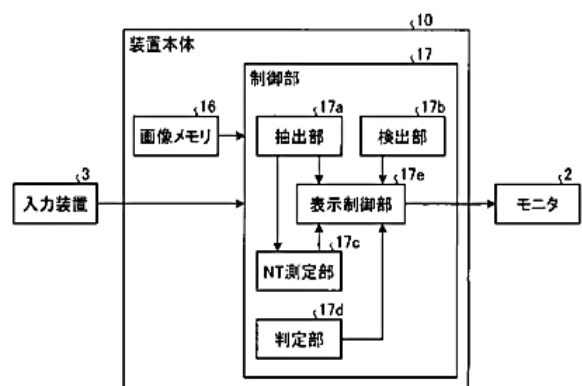 10
装置本体
17
制御部
16
17a
17b
画像メモリ
抽出部
検出部
3
17e
2
入力装置
表示制御部
モニタ
17c
NT測定部
17d
判定部